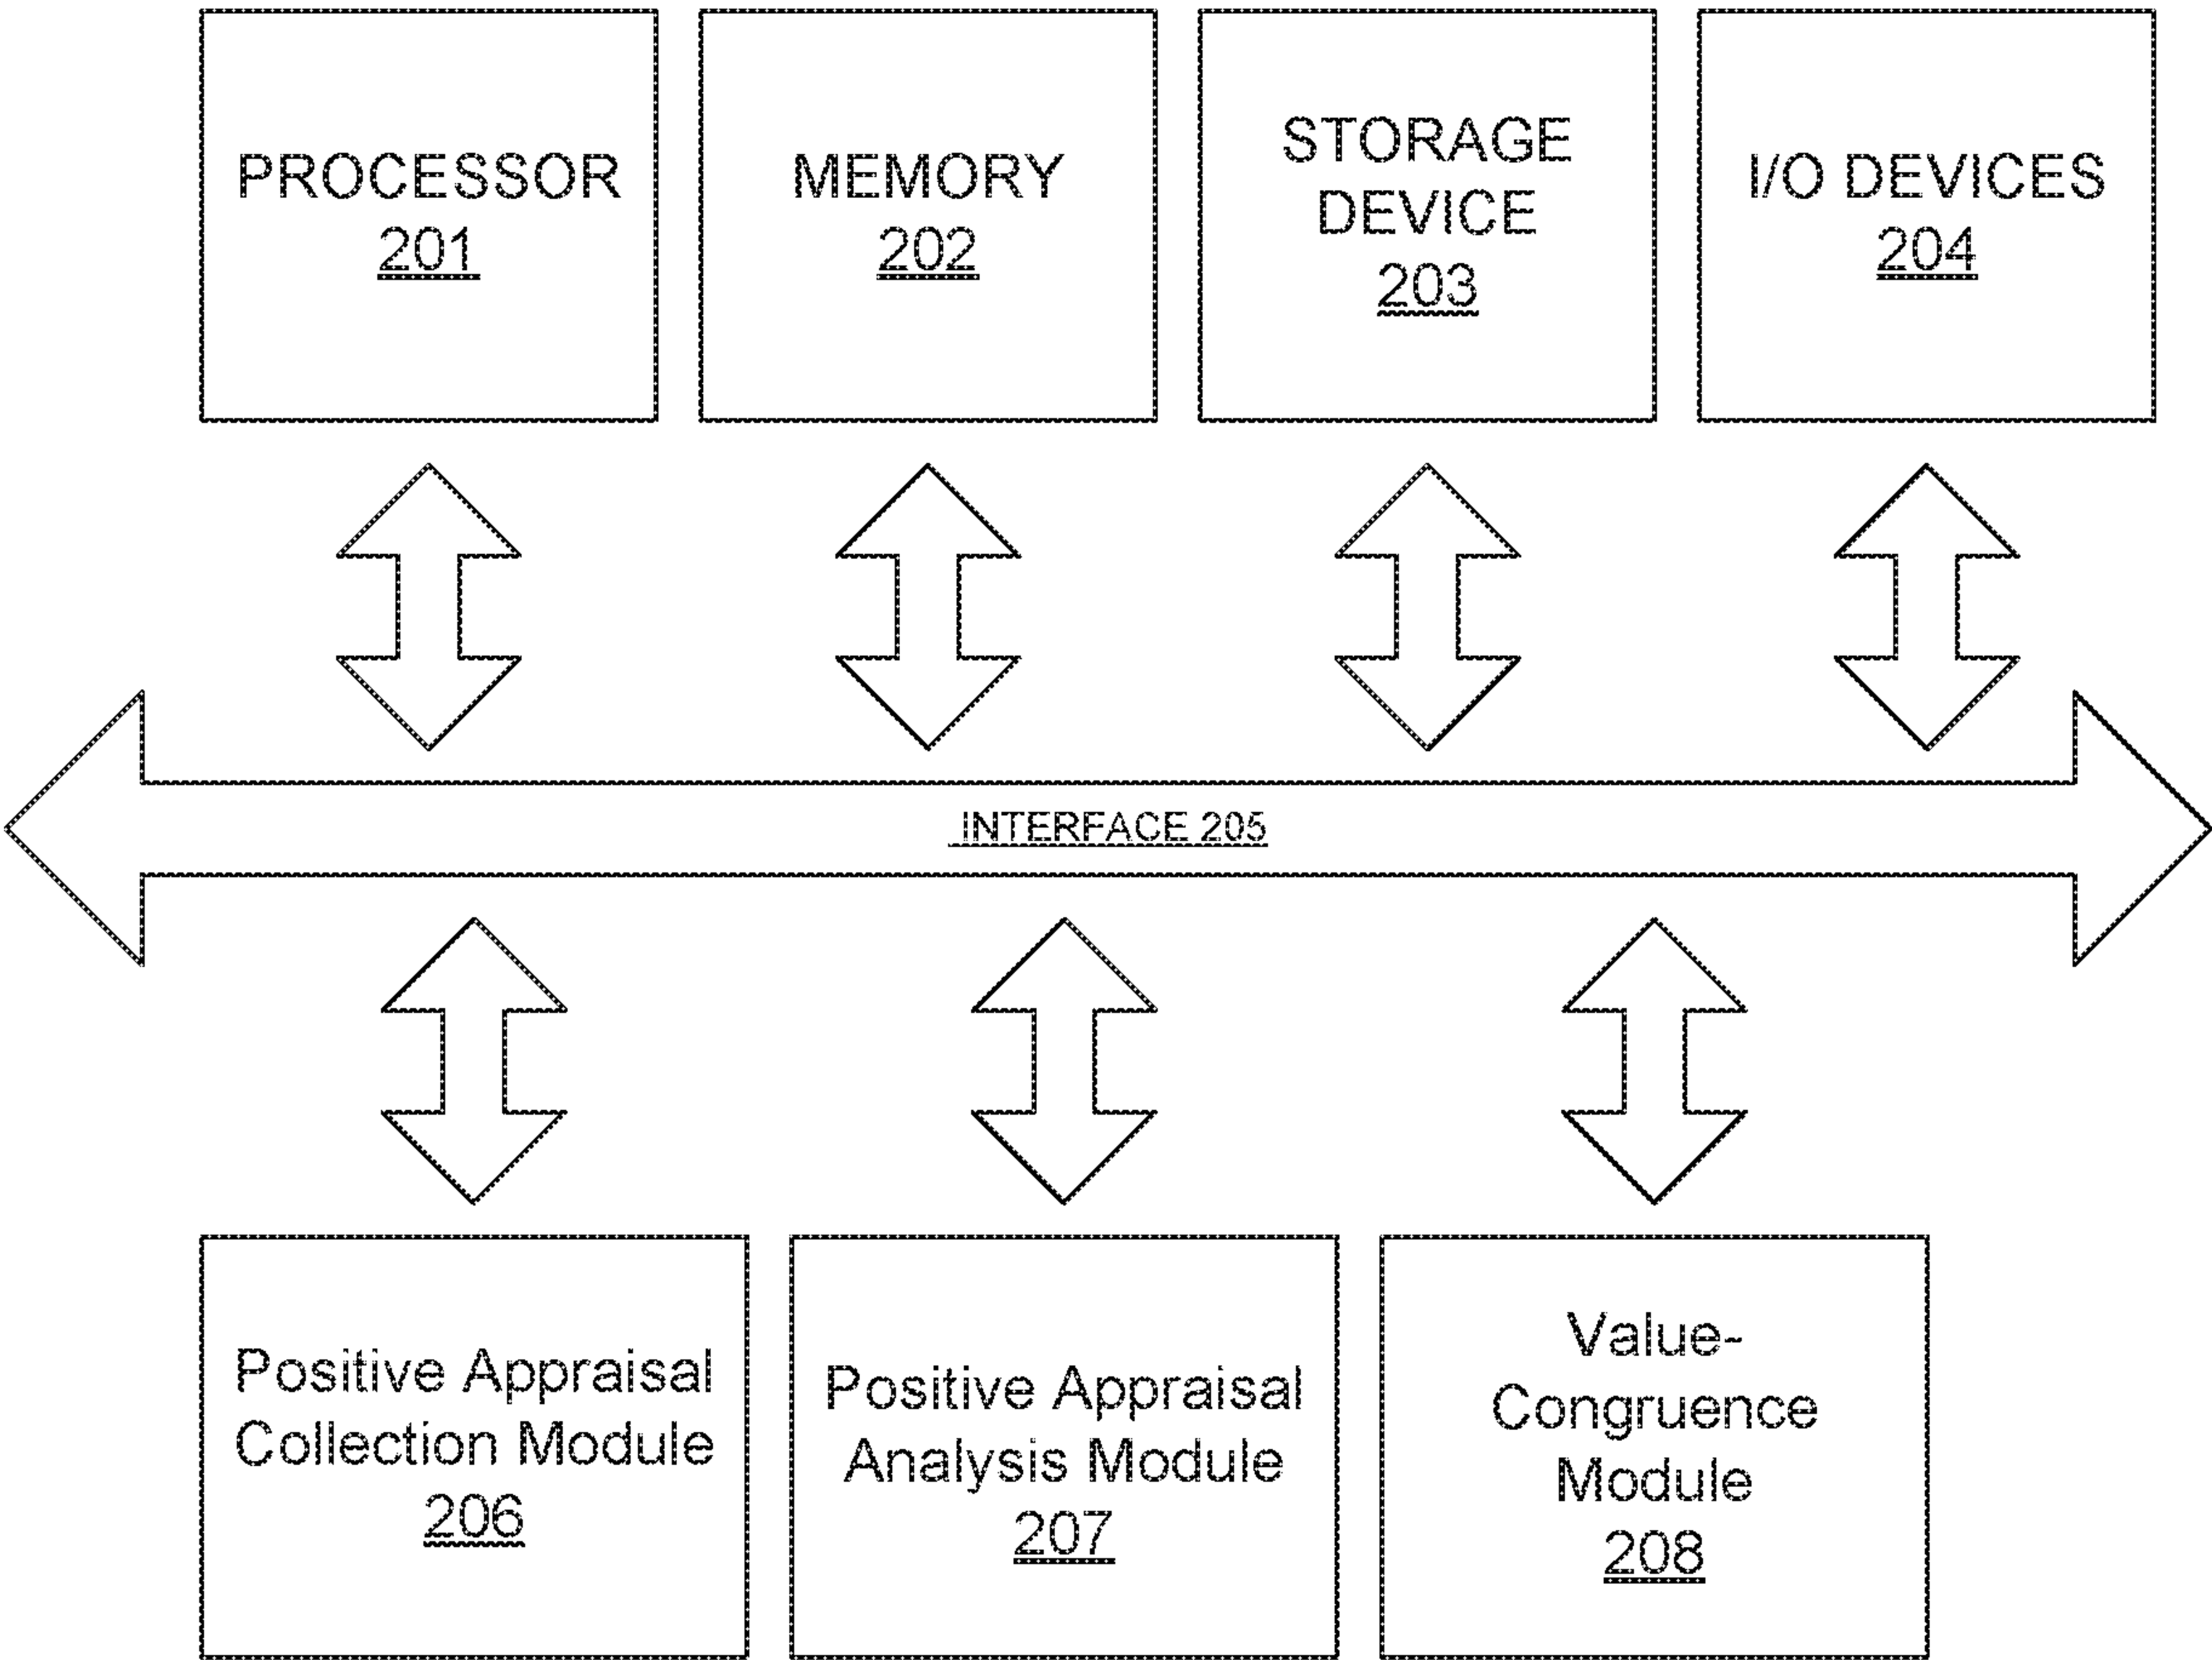 PROCESSOR
201
MEMORY
202
STORAGE
DEVICE
203
I/O DEVICES
204
INTERFACE 205
Positive Appraisal
Collection Module
206
Positive Appraisal
Analysis Module
207
Value-
Congruence
Module
208